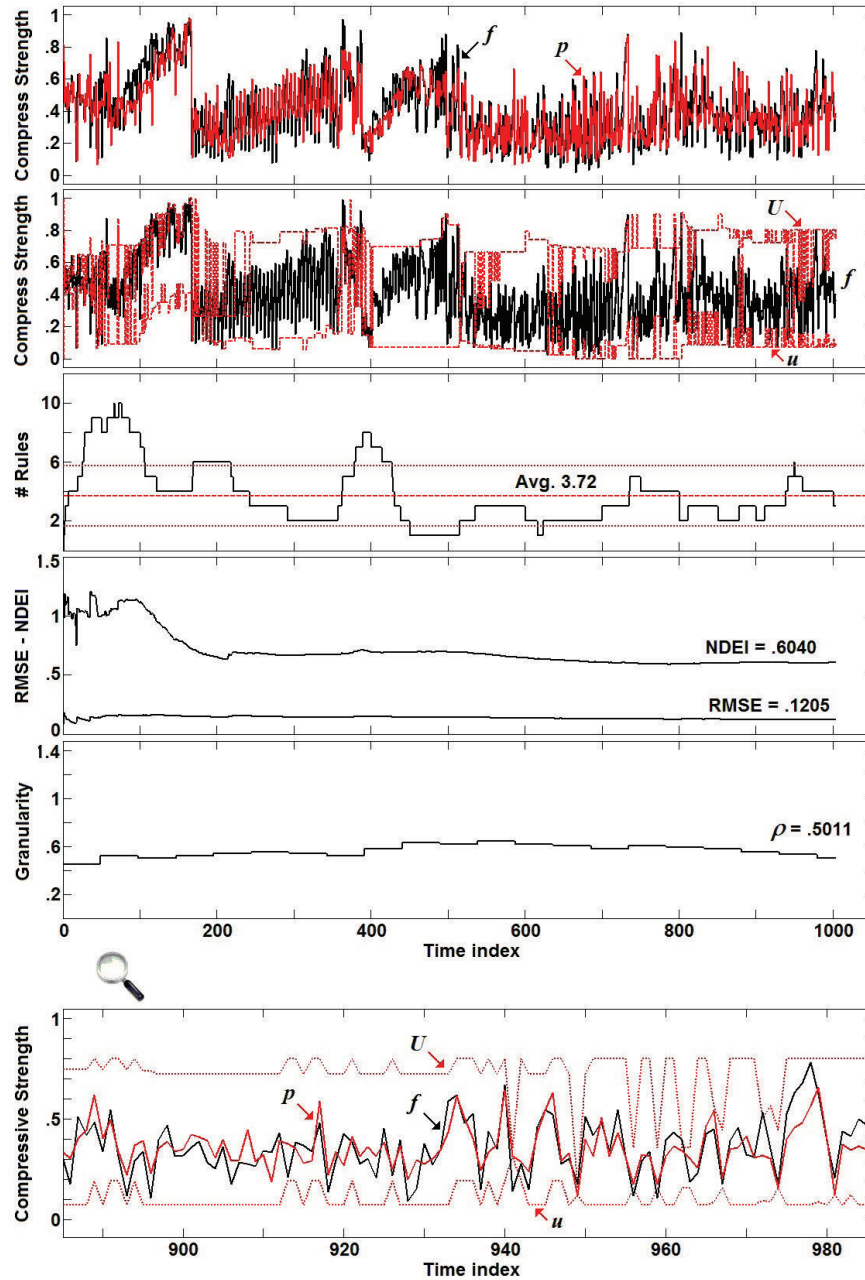 Compress Strength
1
.8
.6
.4
.2
0
f
p
Compress Strength
1
.8
.6
.4
.2
0
U
f
u
# Rules
10
6
2
Avg. 3.72
RMSE - NDEI
1.5
1
.5
0
NDEI = .6040
RMSE = .1205
Granularity
1.4
1
.6
.2
ρ = .5011
0 200 400 600 800 1000
Time index
Compressive Strength
1
.5
0
U
p
f
u
900 920 940 960 980
Time index